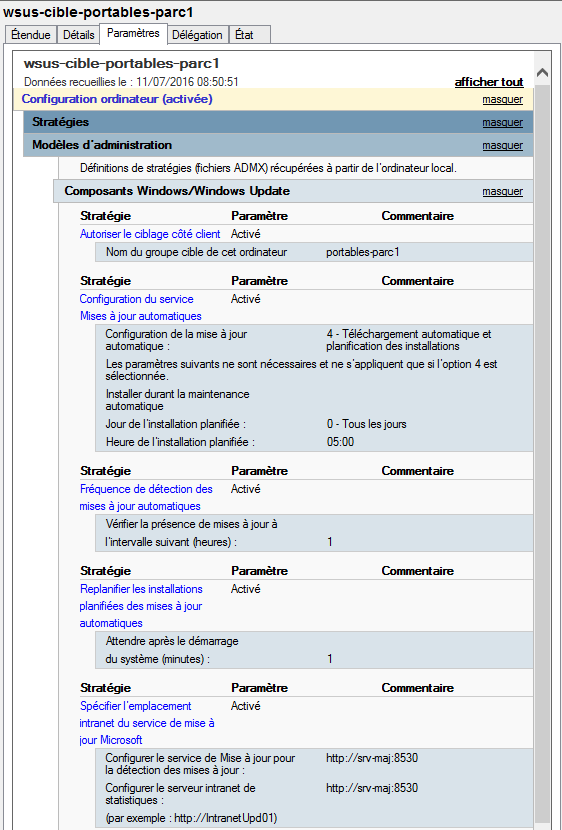 wsus-cible-portables-parc1
Étendue Détails Paramètres Délégation État
wsus-cible-portables-parc1
Données recueillies le : 11/07/2016 08:50:51 afficher tout
Configuration ordinateur (activée) masquer
Stratégies masquer
Modèles d'administration masquer
Définitions de stratégies (fichiers ADMX) récupérées à partir de l'ordinateur local.
Composants Windows/Windows Update masquer
Stratégie Paramètre Commentaire
Autoriser le ciblage côté client Activé
Nom du groupe cible de cet ordinateur portables-parc1
Stratégie Paramètre Commentaire
Configuration du service Activé
Mises à jour automatiques
Configuration de la mise à jour 4 - Téléchargement automatique et
automatique : planification des installations
Les paramètres suivants ne sont nécessaires et ne s'appliquent que si l'option 4 est
sélectionnée.
Installer durant la maintenance
automatique
Jour de l'installation planifiée : 0 - Tous les jours
Heure de l'installation planifiée : 05:00
Stratégie Paramètre Commentaire
Fréquence de détection des Activé
mises à jour automatiques
Vérifier la présence de mises à jour à
l'intervalle suivant (heures) : 1
Stratégie Paramètre Commentaire
Replanifier les installations Activé
planifiées des mises à jour
automatiques
Attendre après le démarrage
du système (minutes) : 1
Stratégie Paramètre Commentaire
Spécifier l'emplacement Activé
intranet du service de mise à
jour Microsoft
Configurer le service de Mise à jour pour http://srv-maj:8530
la détection des mises à jour :
Configurer le serveur intranet de http://srv-maj:8530
statistiques :
(par exemple : http://IntranetUpd01)